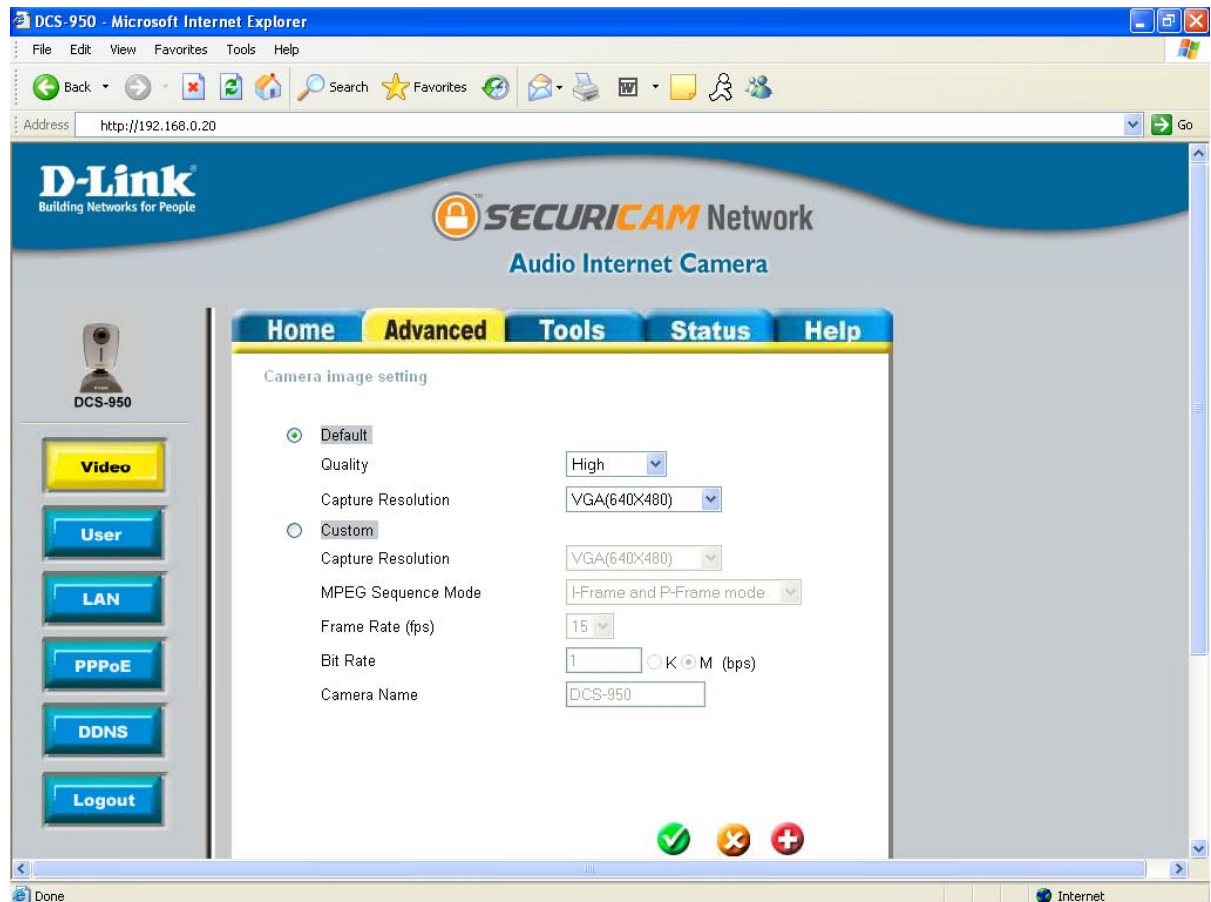 DCS-950 - Microsoft Internet Explorer
File Edit View Favorites Tools Help
Back Search Favorites
Address http://192.168.0.20 Go
D-Link
Building Networks for People
SECURICAM Network
Audio Internet Camera
Home Advanced Tools Status Help
DCS-950
Video
User
LAN
PPPoE
DDNS
Logout
Camera image setting
Default
Quality High
Capture Resolution VGA(640X480)
Custom
Capture Resolution VGA(640X480)
MPEG Sequence Mode I-Frame and P-Frame mode
Frame Rate (fps) 15
Bit Rate 1 K M (bps)
Camera Name DCS-950
Done Internet